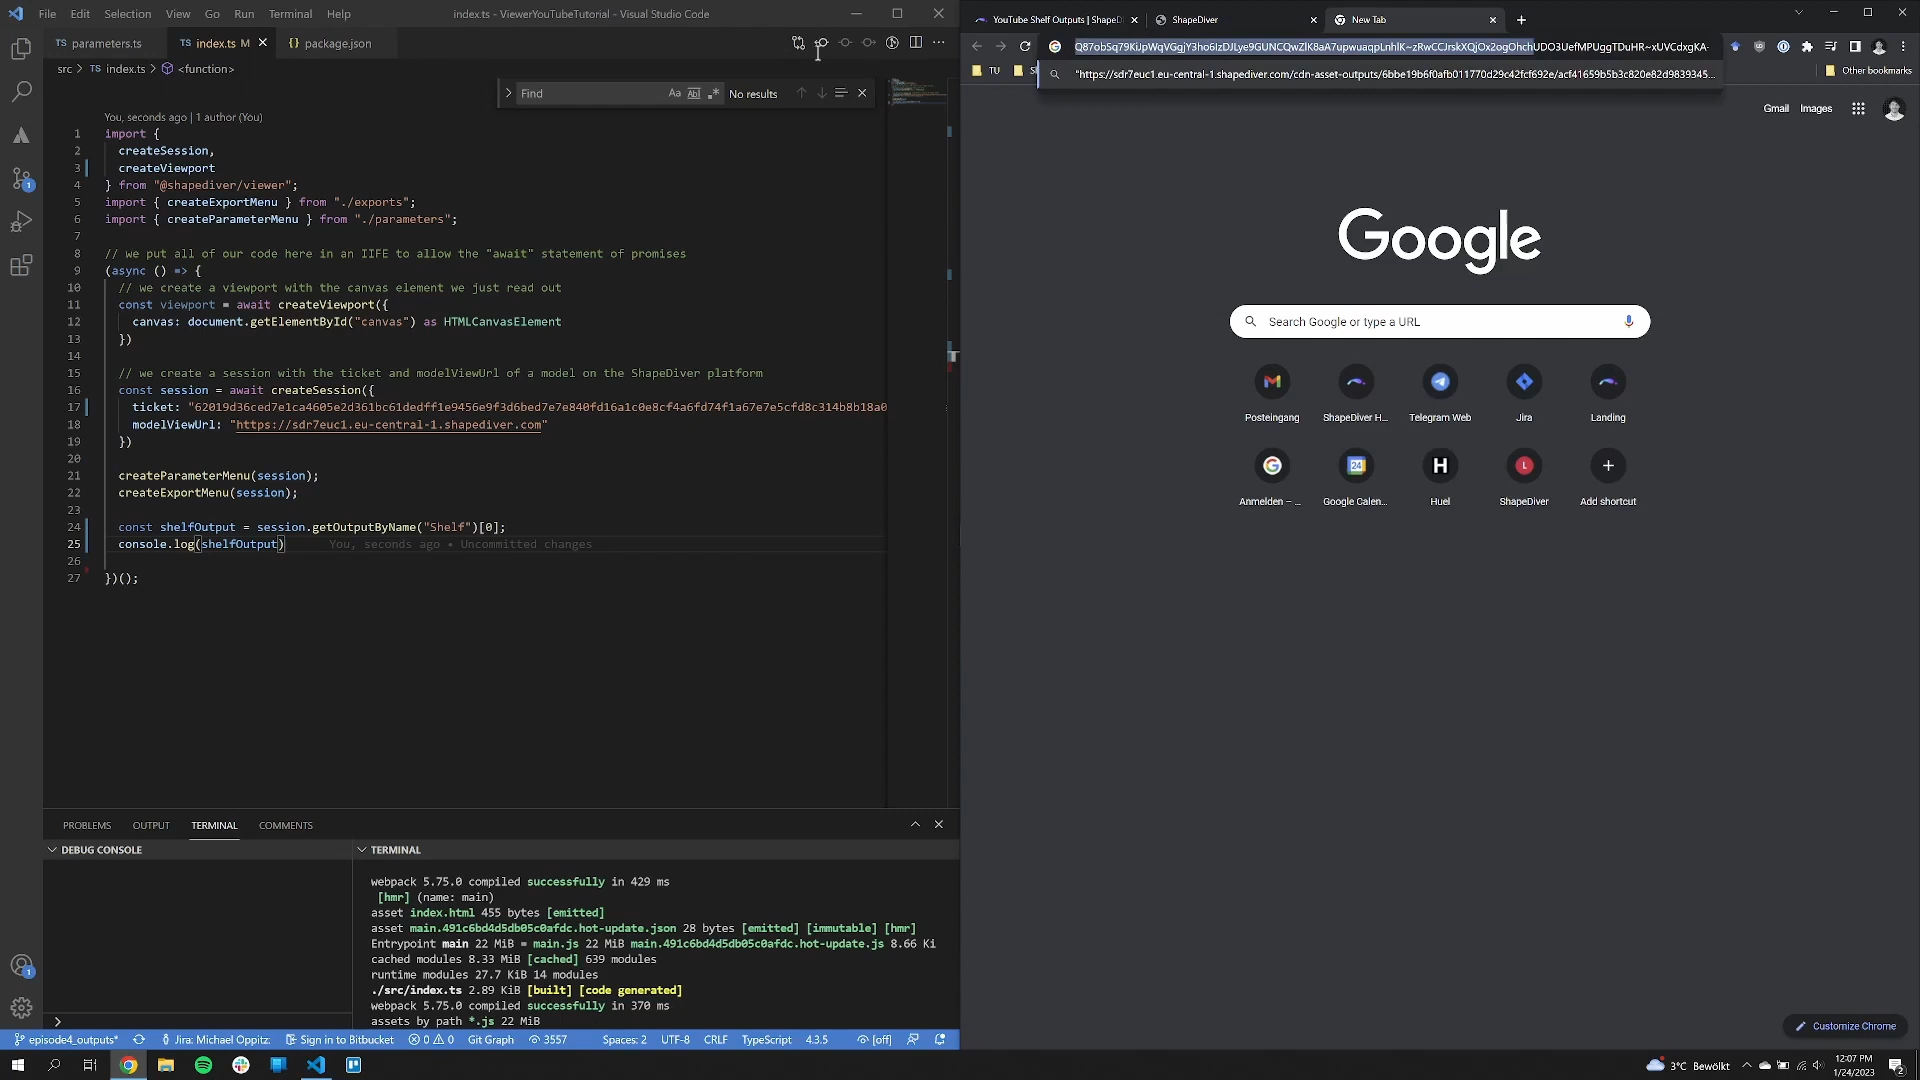 File Edit Selection View Go Run Terminal Help
index.ts - ViewerYouTubeTutorial - Visual Studio Code
TS parameters.ts
TS index.ts M
{} package.json
src > TS index.ts > <function>
Find
Aa ab .*
No results
You, seconds ago | 1 author (You)
1 import {
2 createSession,
3 createViewport
4 } from "@shapediver/viewer";
5 import { createExportMenu } from "./exports";
6 import { createParameterMenu } from "./parameters";
7
8 // we put all of our code here in an IIFE to allow the "await" statement of promises
9 (async () => {
10 // we create a viewport with the canvas element we just read out
11 const viewport = await createViewport({
12 canvas: document.getElementById("canvas") as HTMLCanvasElement
13 })
14
15 // we create a session with the ticket and modelViewUrl of a model on the ShapeDiver platform
16 const session = await createSession({
17 ticket: "62019d36ced7e1ca4605e2d361bc61dedff1e9456e9f3d6bed7e7e840fd16a1c0e8cf4a6fd74f1a67e7e5cfd8c314b8b18a0
18 modelViewUrl: "https://sdr7euc1.eu-central-1.shapediver.com"
19 })
20
21 createParameterMenu(session);
22 createExportMenu(session);
23
24 const shelfOutput = session.getOutputByName("Shelf")[0];
25 console.log(shelfOutput) You, seconds ago • Uncommitted changes
26
27 })();
PROBLEMS OUTPUT TERMINAL COMMENTS
DEBUG CONSOLE
TERMINAL
webpack 5.75.0 compiled successfully in 429 ms
[hmr] (name: main)
asset index.html 455 bytes [emitted]
asset main.491c6bd4d5db05c0afdc.hot-update.json 28 bytes [emitted] [immutable] [hmr]
Entrypoint main 22 MiB = main.js 22 MiB main.491c6bd4d5db05c0afdc.hot-update.js 8.66 Ki
cached modules 8.33 MiB [cached] 639 modules
runtime modules 27.7 KiB 14 modules
./src/index.ts 2.89 KiB [built] [code generated]
webpack 5.75.0 compiled successfully in 370 ms
assets by path *.js 22 MiB
episode4_outputs* Jira: Michael Oppitz: Sign in to Bitbucket 0 0 Git Graph 3557 Spaces: 2 UTF-8 CRLF TypeScript 4.3.5 [off]
YouTube Shelf Outputs | ShapeDi
ShapeDiver
New Tab
Q87obSq79KiJpWqVGgjY3ho6IzDJLye9GUNCQwZlK8aA7upwuaqpLnhlK~zRwCCJrskXQjOx2ogOhchUDO3UefMPUggTDuHR~xUVCdxgKA-
"https://sdr7euc1.eu-central-1.shapediver.com/cdn-asset-outputs/6bbe19b6f0afb011770d29c42fcf692e/acf41659b5b3c820e82d9839345...
TU
Other bookmarks
Gmail Images
Google
Search Google or type a URL
Posteingang
ShapeDiver H...
Telegram Web
Jira
Landing
24
H
L
Anmelden – ...
Google Calen...
Huel
ShapeDiver
Add shortcut
Customize Chrome
3°C Bewölkt
12:07 PM
1/24/2023
2